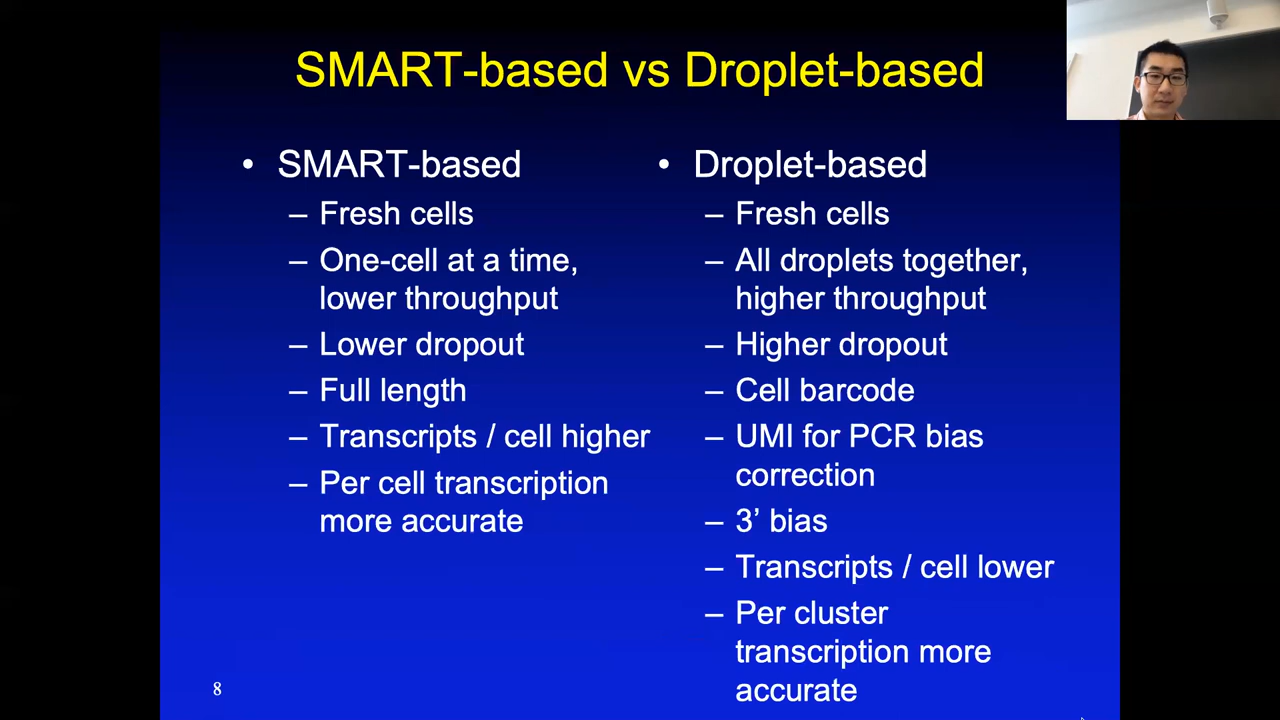 SMART-based vs Droplet-based
• SMART-based
– Fresh cells
– One-cell at a time,
lower throughput
– Lower dropout
– Full length
– Transcripts / cell higher
– Per cell transcription
more accurate
• Droplet-based
– Fresh cells
– All droplets together,
higher throughput
– Higher dropout
– Cell barcode
– UMI for PCR bias
correction
– 3’ bias
– Transcripts / cell lower
– Per cluster
transcription more
accurate
8